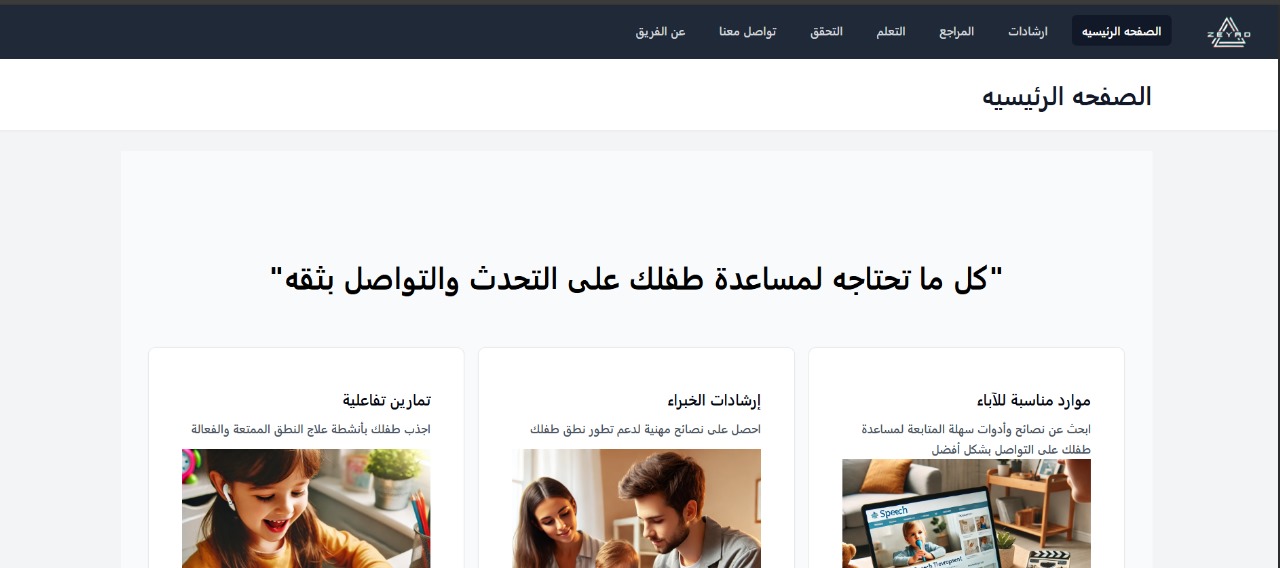 ZEYRO
الصفحه الرئيسيه
ارشادات
المراجع
التعلم
التحقق
تواصل معنا
عن الفريق
الصفحه الرئيسيه
"كل ما تحتاجه لمساعدة طفلك على التحدث والتواصل بثقه"
موارد مناسبة للآباء
ابحث عن نصائح وأدوات سهلة المتابعة لمساعدة
طفلك على التواصل بشكل أفضل
Speech
إرشادات الخبراء
احصل على نصائح مهنية لدعم تطور نطق طفلك
تمارين تفاعلية
اجذب طفلك بأنشطة علاج النطق الممتعة والفعالة